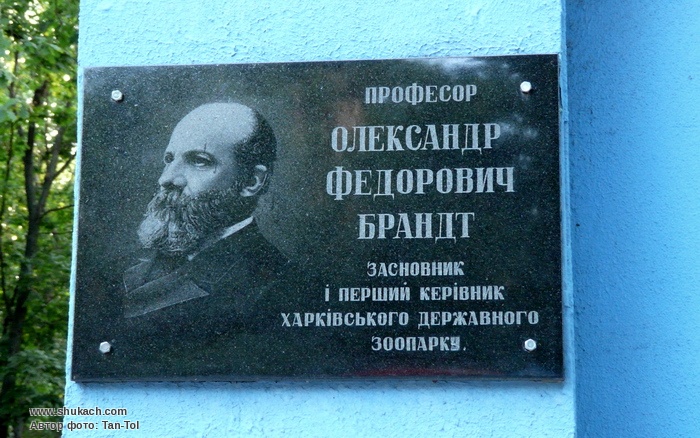 ПРОФЕСОР
ОЛЕКСАНДР
ФЕДОРОВИЧ
БРАНДТ
ЗАСНОВНИК
І ПЕРШИЙ КЕРІВНИК
ХАРКІВСЬКОГО ДЕРЖАВНОГО
ЗООПАРКУ.
www.shukach.com
Автор фото: Tan-Tol